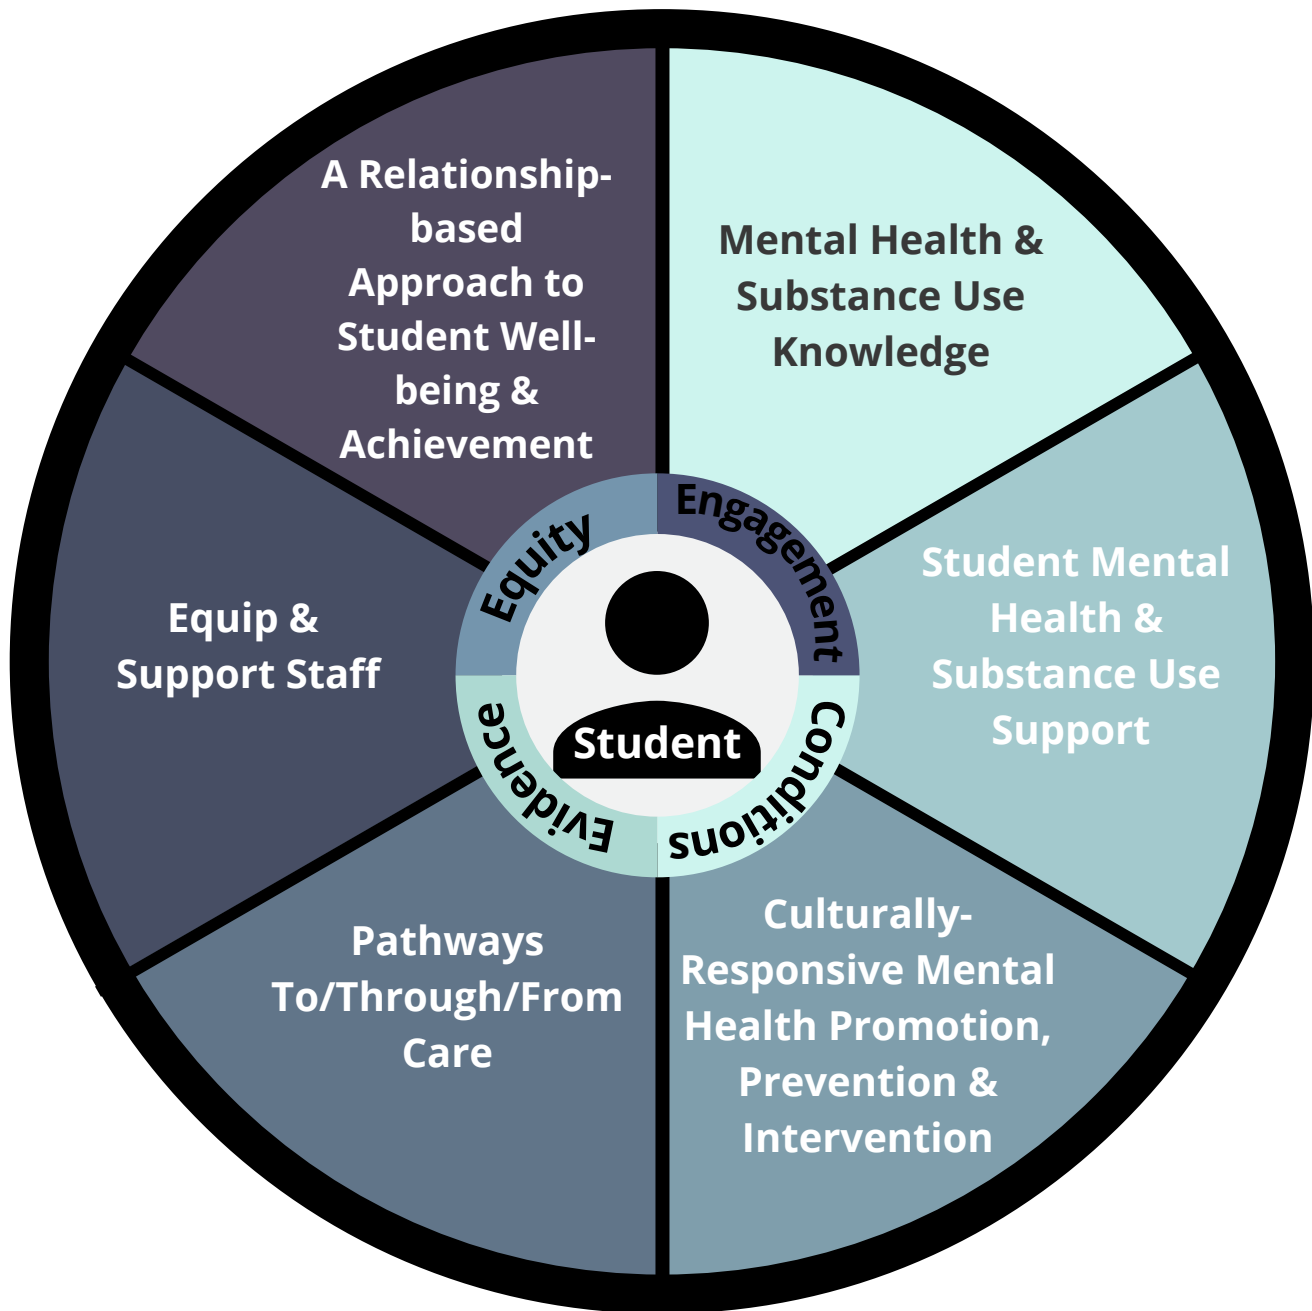 A Relationship-
based
Approach to
Student Well-
being &
Achievement
Mental Health &
Substance Use
Knowledge
Student Mental
Health &
Substance Use
Support
Culturally-
Responsive Mental
Health Promotion,
Prevention &
Intervention
Pathways
To/Through/From
Care
Equip &
Support Staff
Equity
Engagement
Conditions
Evidence
Student